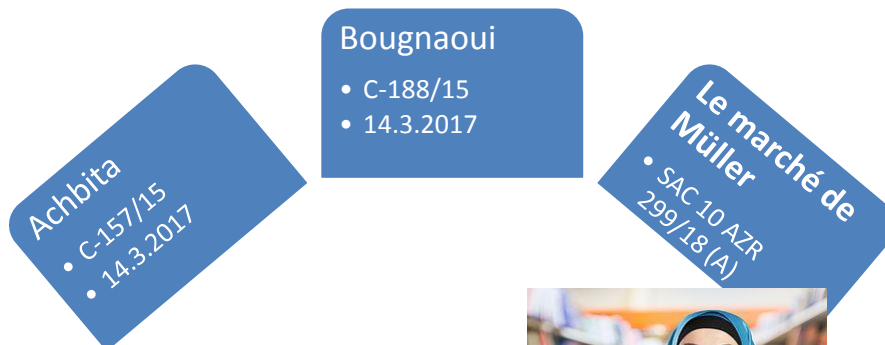 Achbita
• C-157/15
• 14.3.2017
Bougnaoui
• C-188/15
• 14.3.2017
Le marché de
Müller
• SAC 10 AZR
299/18 (A)